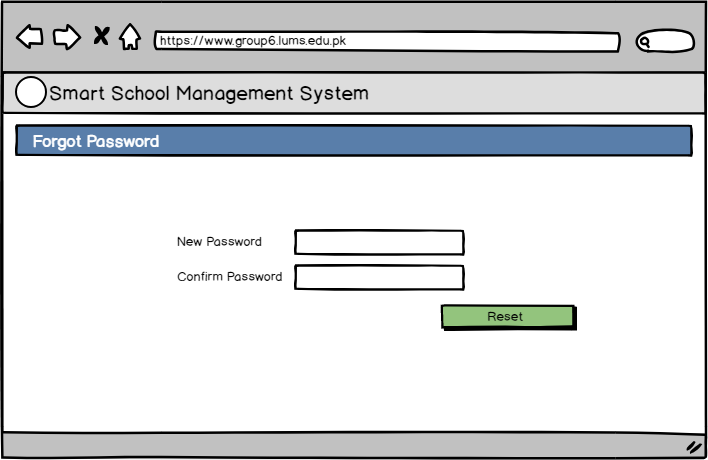 https://www.group6.lums.edu.pk
Smart School Management System
Forgot Password
New Password
Confirm Password
Reset